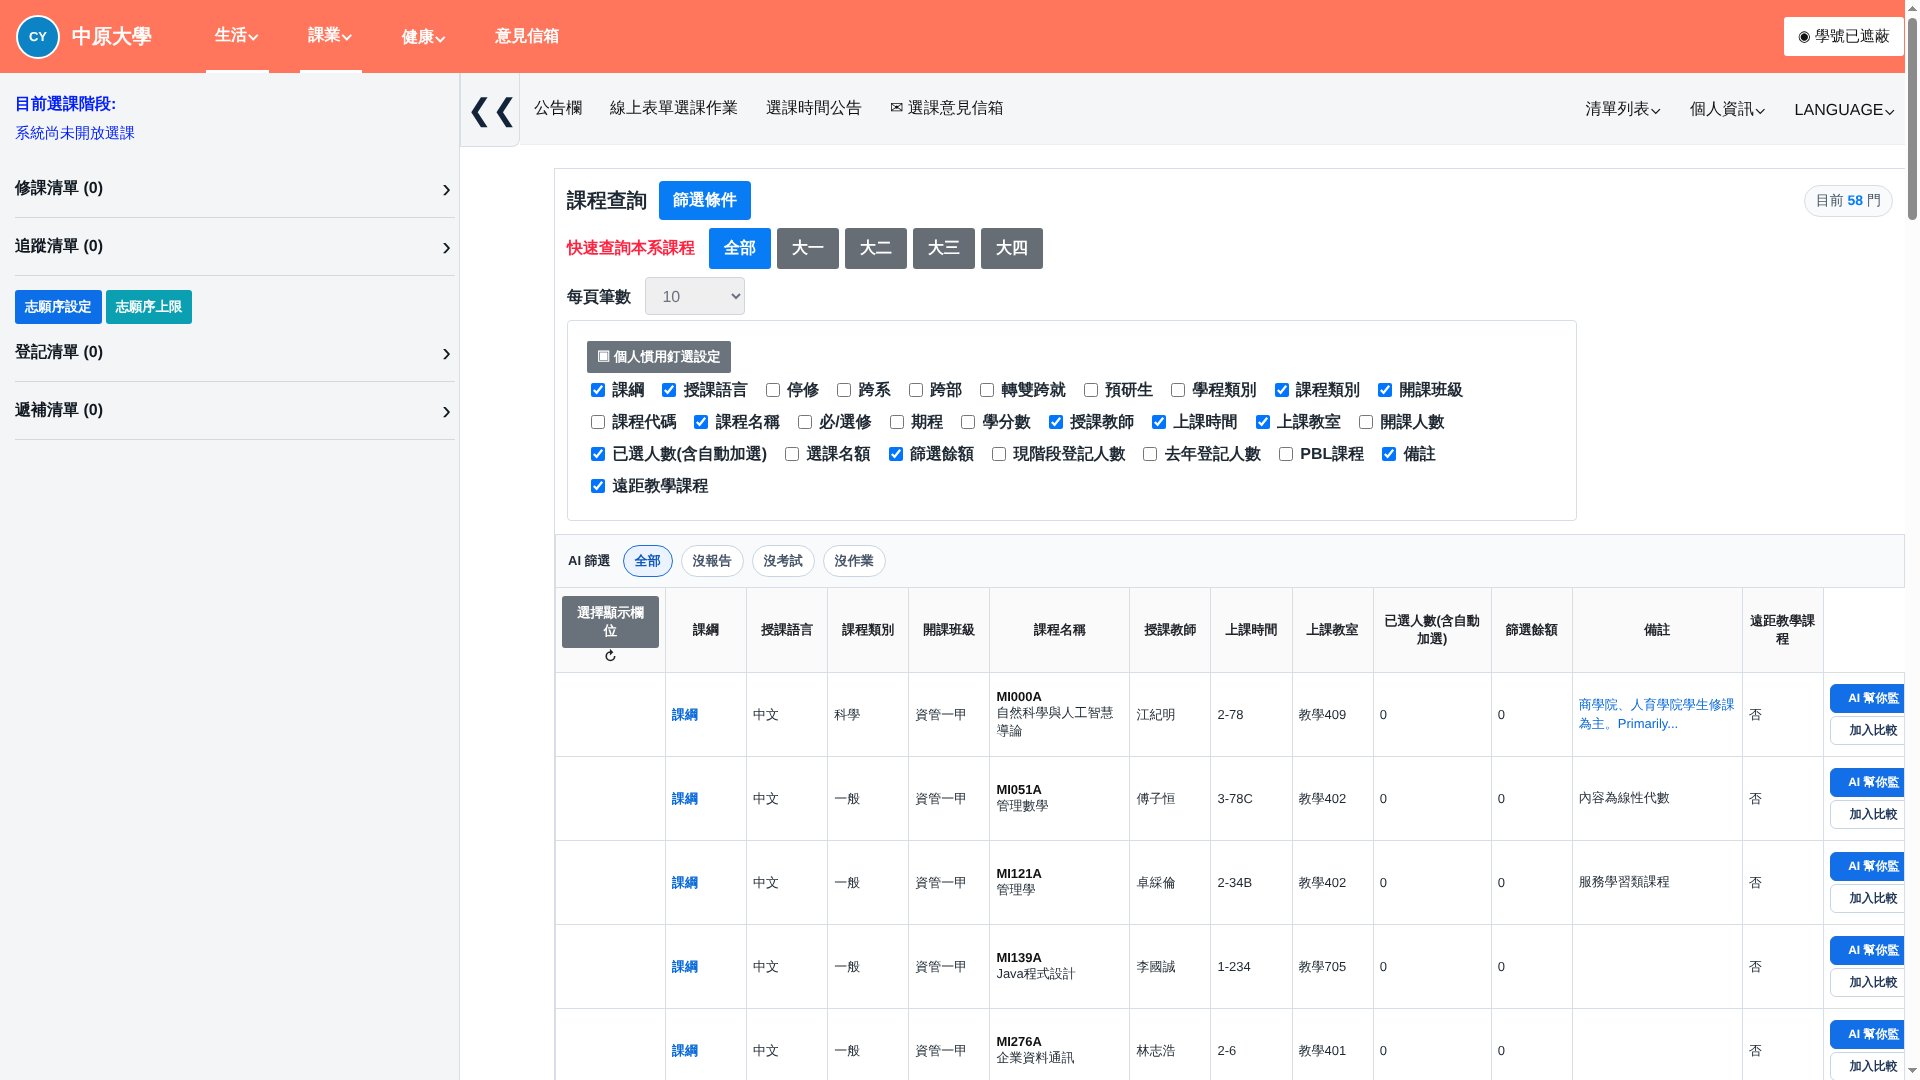 CY 中原大學 生活 課業 健康 意見信箱 ◉ 學號已遮蔽
目前選課階段:
系統尚未開放選課
修課清單 (0)
追蹤清單 (0)
志願序設定 志願序上限
登記清單 (0)
遞補清單 (0)
❮❮ 公告欄 線上表單選課作業 選課時間公告 ✉ 選課意見信箱 清單列表 個人資訊 LANGUAGE
課程查詢 篩選條件 目前 58 門
快速查詢本系課程 全部 大一 大二 大三 大四
每頁筆數 10
▣ 個人慣用釘選設定
課綱 授課語言 停修 跨系 跨部 轉雙跨就 預研生 學程類別 課程類別 開課班級
課程代碼 課程名稱 必/選修 期程 學分數 授課教師 上課時間 上課教室 開課人數
已選人數(含自動加選) 選課名額 篩選餘額 現階段登記人數 去年登記人數 PBL課程 備註
遠距教學課程
AI 篩選 全部 沒報告 沒考試 沒作業
選擇顯示欄位 ↻ 課綱 授課語言 課程類別 開課班級 課程名稱 授課教師 上課時間 上課教室 已選人數(含自動加選) 篩選餘額 備註 遠距教學課程
課綱 中文 科學 資管一甲 MI000A 自然科學與人工智慧導論 江紀明 2-78 教學409 0 0 商學院、人育學院學生修課為主。Primarily... 否 AI 幫你監 加入比較
課綱 中文 一般 資管一甲 MI051A 管理數學 傅子恒 3-78C 教學402 0 0 內容為線性代數 否 AI 幫你監 加入比較
課綱 中文 一般 資管一甲 MI121A 管理學 卓綵倫 2-34B 教學402 0 0 服務學習類課程 否 AI 幫你監 加入比較
課綱 中文 一般 資管一甲 MI139A Java程式設計 李國誠 1-234 教學705 0 0 否 AI 幫你監 加入比較
課綱 中文 一般 資管一甲 MI276A 企業資料通訊 林志浩 2-6 教學401 0 0 否 AI 幫你監 加入比較